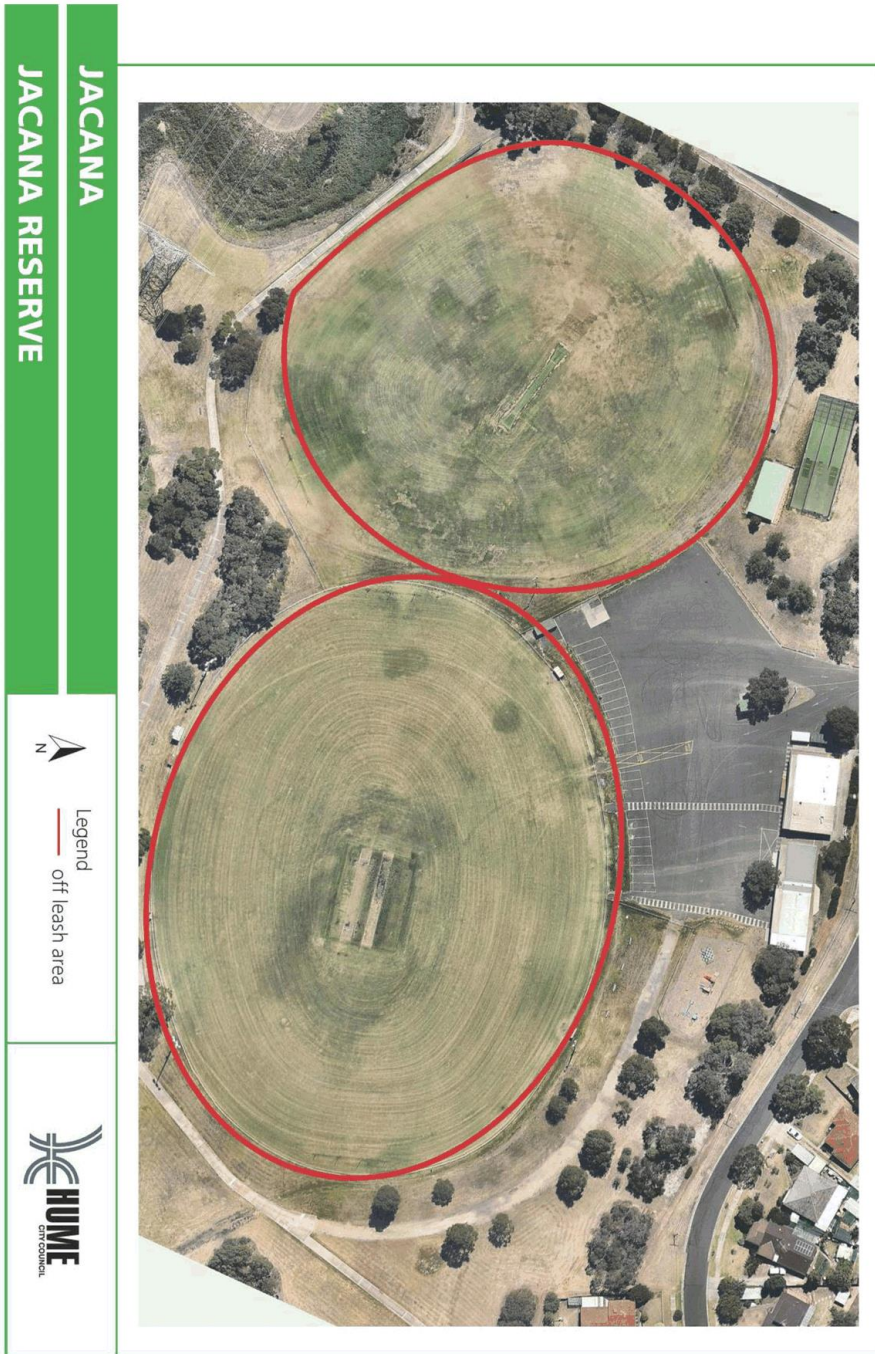 JACANA
JACANA RESERVE
N
Legend
off leash area
HUME
CITY COUNCIL